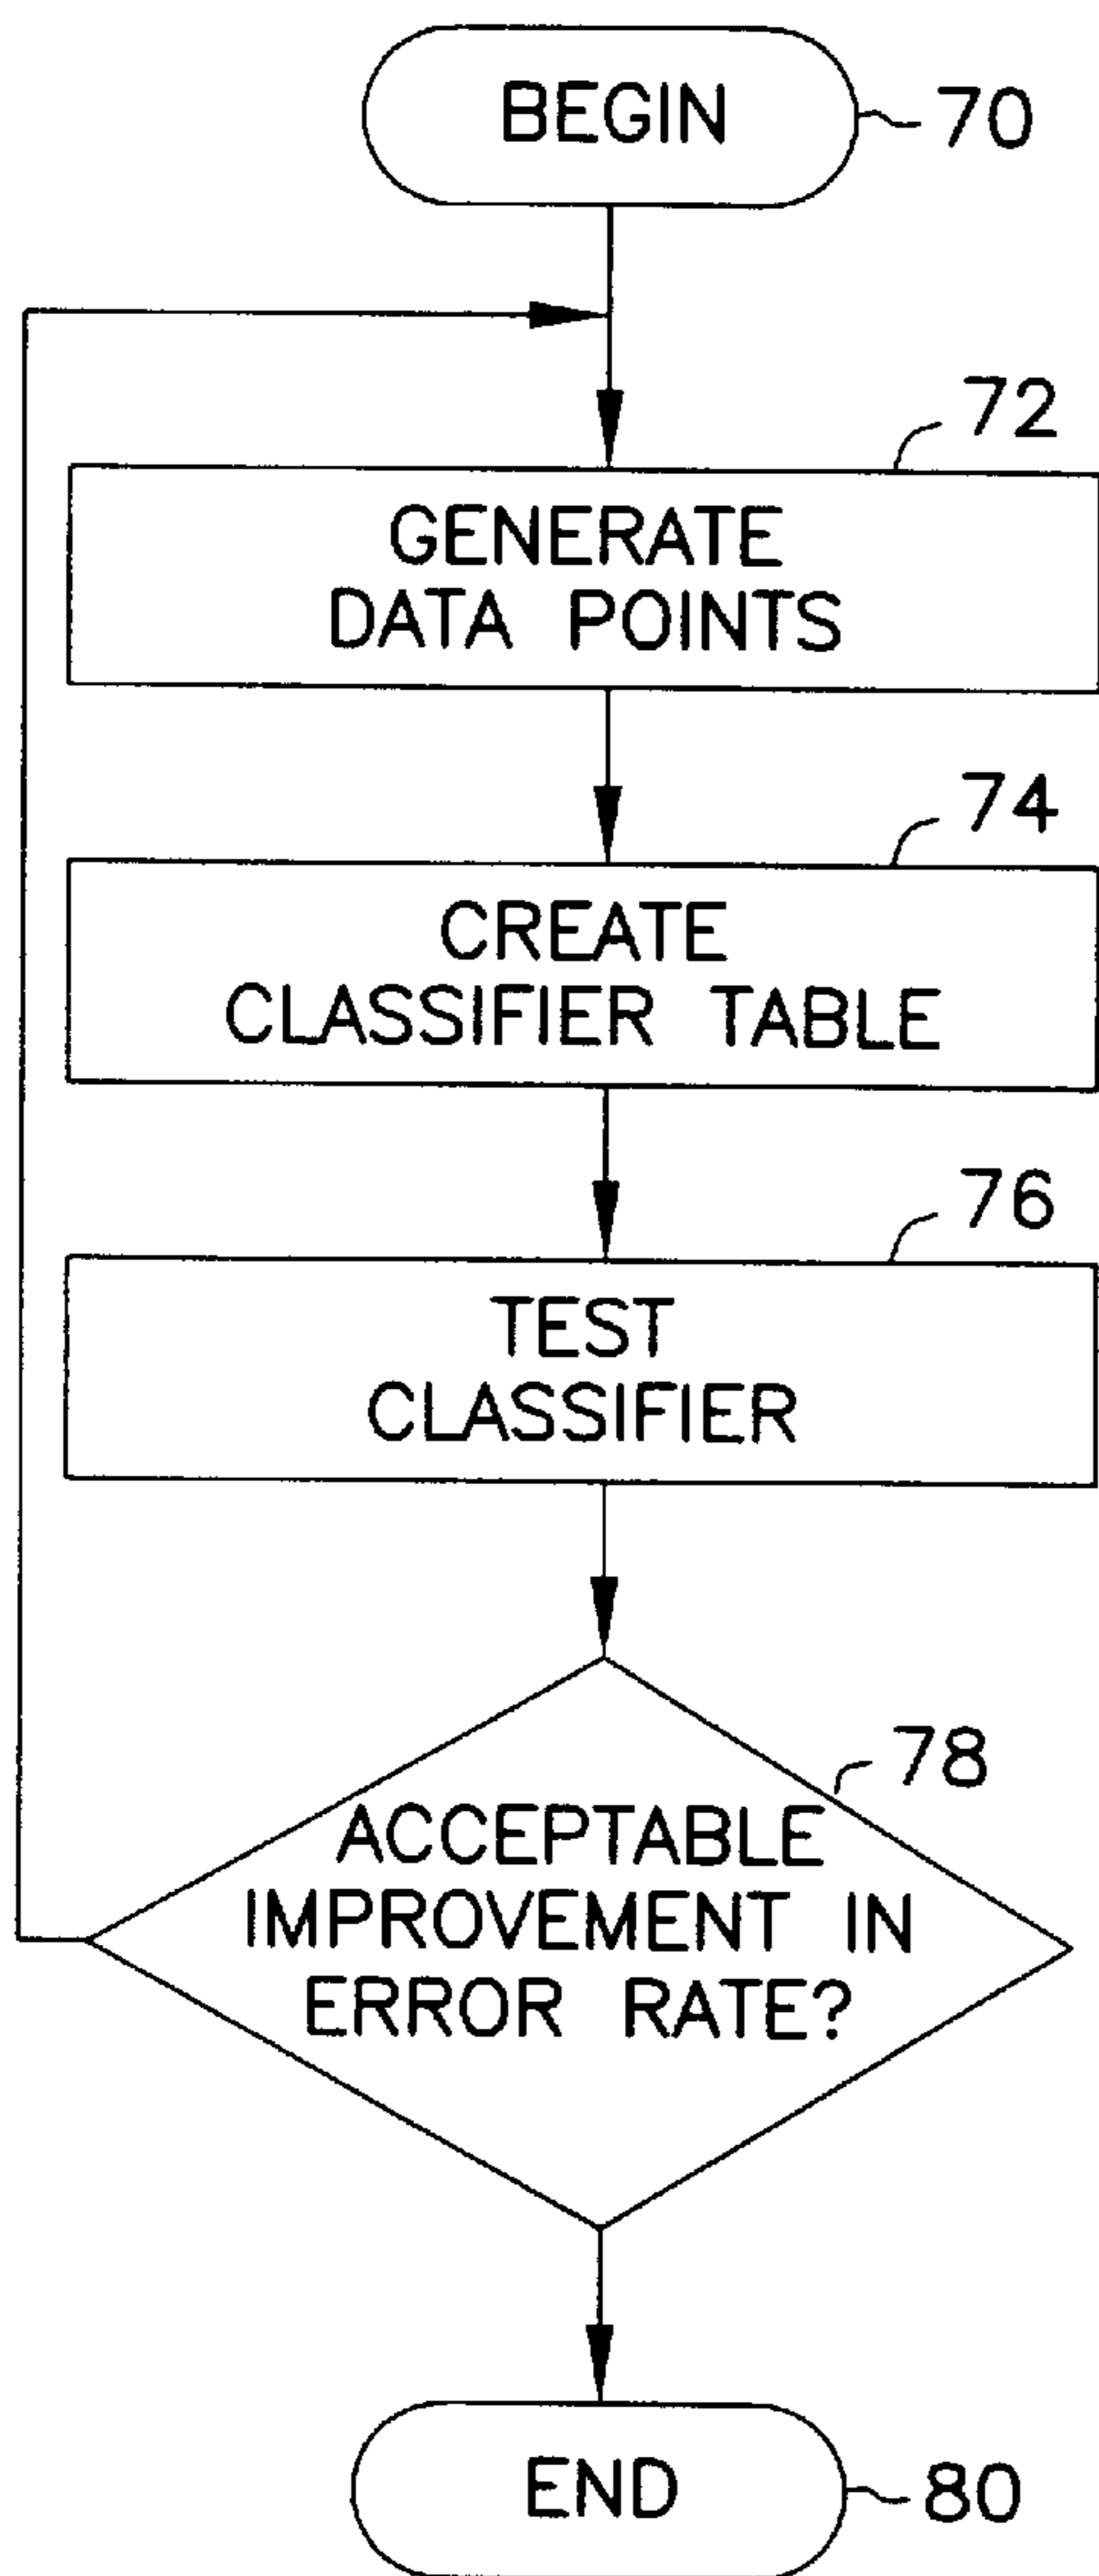 BEGIN
70
72
GENERATE
DATA POINTS
74
CREATE
CLASSIFIER TABLE
76
TEST
CLASSIFIER
78
ACCEPTABLE
IMPROVEMENT IN
ERROR RATE?
END
80